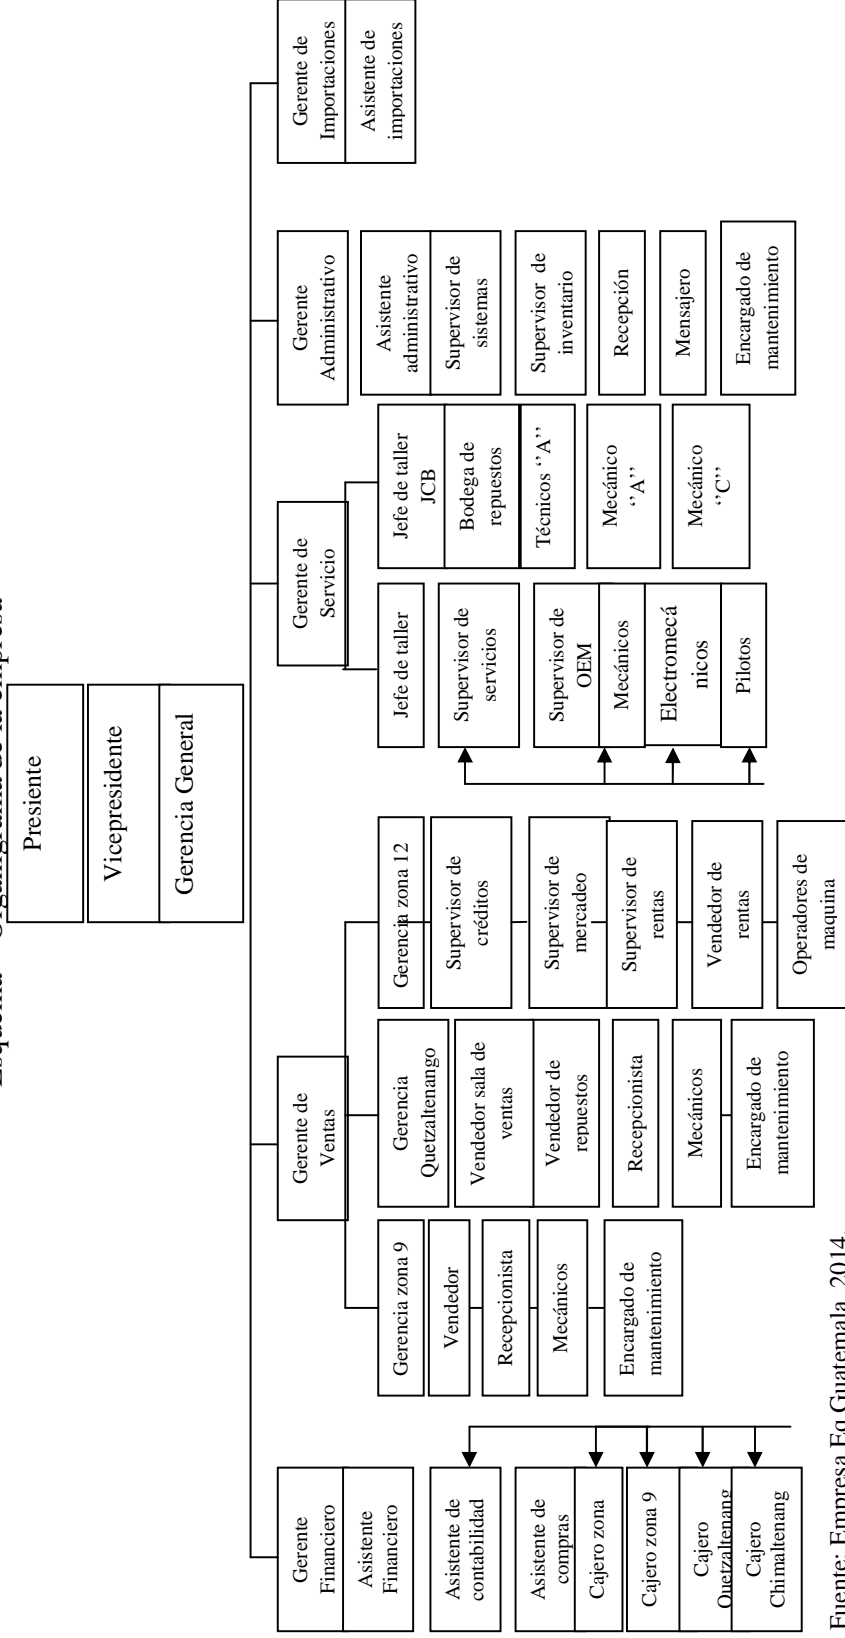 Esquema Organigrama de la empresa
Presiente
Vicepresidente
Gerencia General
Gerente
Financiero
Asistente
Financiero
Asistente de
contabilidad
Asistente de
compras
Cajero zona
Cajero zona 9
Cajero
Quetzaltenang
Cajero
Chimaltenang
Gerente de
Ventas
Gerencia zona 9
Vendedor
Recepcionista
Mecánicos
Encargado de
mantenimiento
Gerencia
Quetzaltenango
Vendedor sala de
ventas
Vendedor de
repuestos
Recepcionista
Mecánicos
Encargado de
mantenimiento
Gerencia zona 12
Supervisor de
créditos
Supervisor de
mercadeo
Supervisor de
rentas
Vendedor de
rentas
Operadores de
maquina
Gerente de
Servicio
Jefe de taller
Supervisor de
servicios
Supervisor de
OEM
Mecánicos
Electromecá
nicos
Pilotos
Jefe de taller
JCB
Bodega de
repuestos
Técnicos ‘’A’’
Mecánico
‘’A’’
Mecánico
‘’C’’
Gerente
Administrativo
Asistente
administrativo
Supervisor de
sistemas
Supervisor de
inventario
Recepción
Mensajero
Encargado de
mantenimiento
Gerente de
Importaciones
Asistente de
importaciones
Fuente: Empresa Eq Guatemala, 2014.